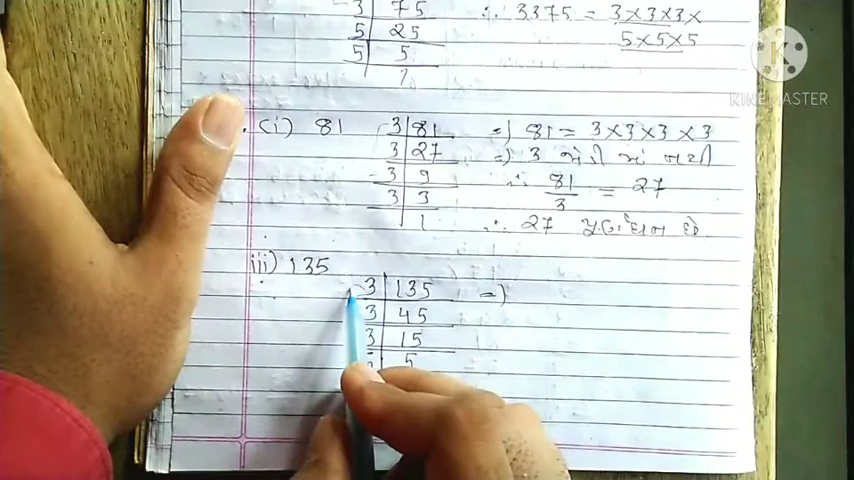 3 | 75 ∴ 3375 = 3×3×3×
5 | 25 5×5×5
5 | 5
1
(i) 81 3 | 81 =) 81 = 3×3×3×3
3 | 27 =) 3 જોડી માં નથી
3 | 9 ∴ 81/3 = 27
3 | 3
1 ∴ 27 પૂર્ણઘન છે
iii) 135
3 | 135 =)
3 | 45
3 | 15
5
KINEMASTER